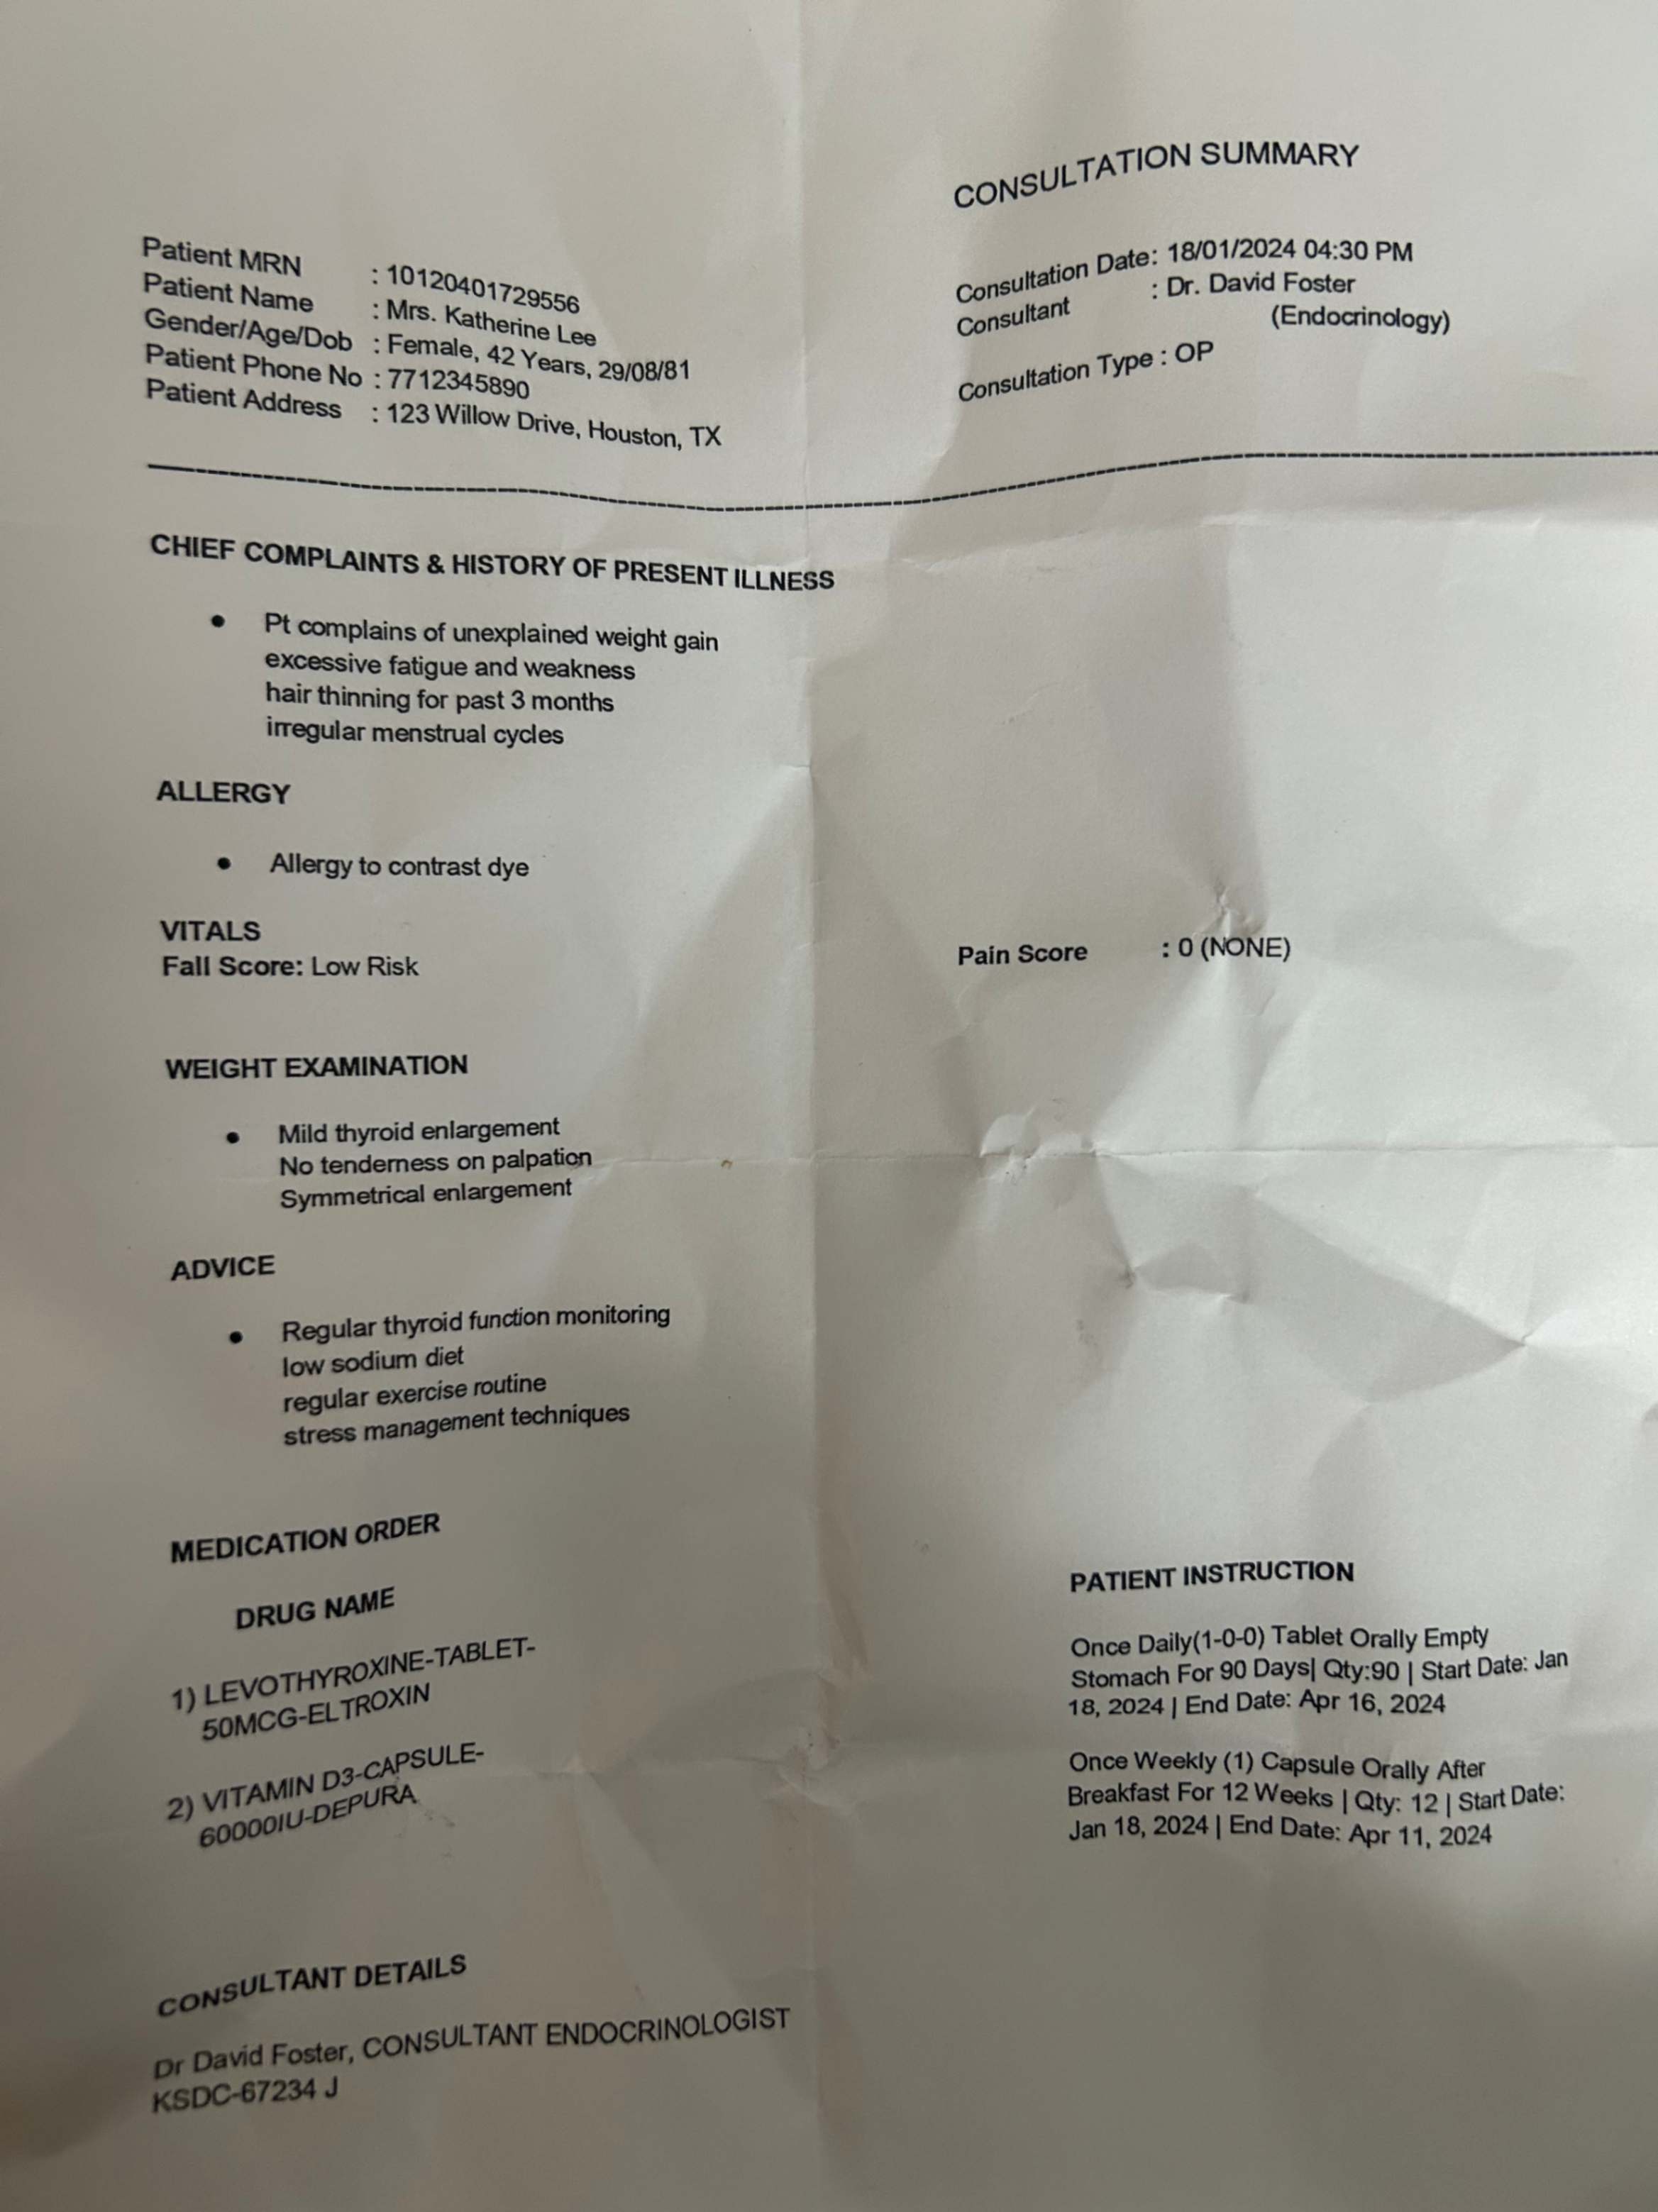 CONSULTATION SUMMARY
Patient MRN : 10120401729556
Patient Name : Mrs. Katherine Lee
Gender/Age/Dob : Female, 42 Years, 29/08/81
Patient Phone No : 7712345890
Patient Address : 123 Willow Drive, Houston, TX
Consultation Date: 18/01/2024 04:30 PM
Consultant : Dr. David Foster
(Endocrinology)
Consultation Type : OP
CHIEF COMPLAINTS & HISTORY OF PRESENT ILLNESS
• Pt complains of unexplained weight gain
excessive fatigue and weakness
hair thinning for past 3 months
irregular menstrual cycles
ALLERGY
• Allergy to contrast dye
VITALS
Fall Score: Low Risk
Pain Score : 0 (NONE)
WEIGHT EXAMINATION
• Mild thyroid enlargement
No tenderness on palpation
Symmetrical enlargement
ADVICE
• Regular thyroid function monitoring
low sodium diet
regular exercise routine
stress management techniques
MEDICATION ORDER
DRUG NAME
1) LEVOTHYROXINE-TABLET-
50MCG-ELTROXIN
2) VITAMIN D3-CAPSULE-
60000IU-DEPURA
PATIENT INSTRUCTION
Once Daily(1-0-0) Tablet Orally Empty
Stomach For 90 Days| Qty:90 | Start Date: Jan
18, 2024 | End Date: Apr 16, 2024
Once Weekly (1) Capsule Orally After
Breakfast For 12 Weeks | Qty: 12 | Start Date:
Jan 18, 2024 | End Date: Apr 11, 2024
CONSULTANT DETAILS
Dr David Foster, CONSULTANT ENDOCRINOLOGIST
KSDC-67234 J